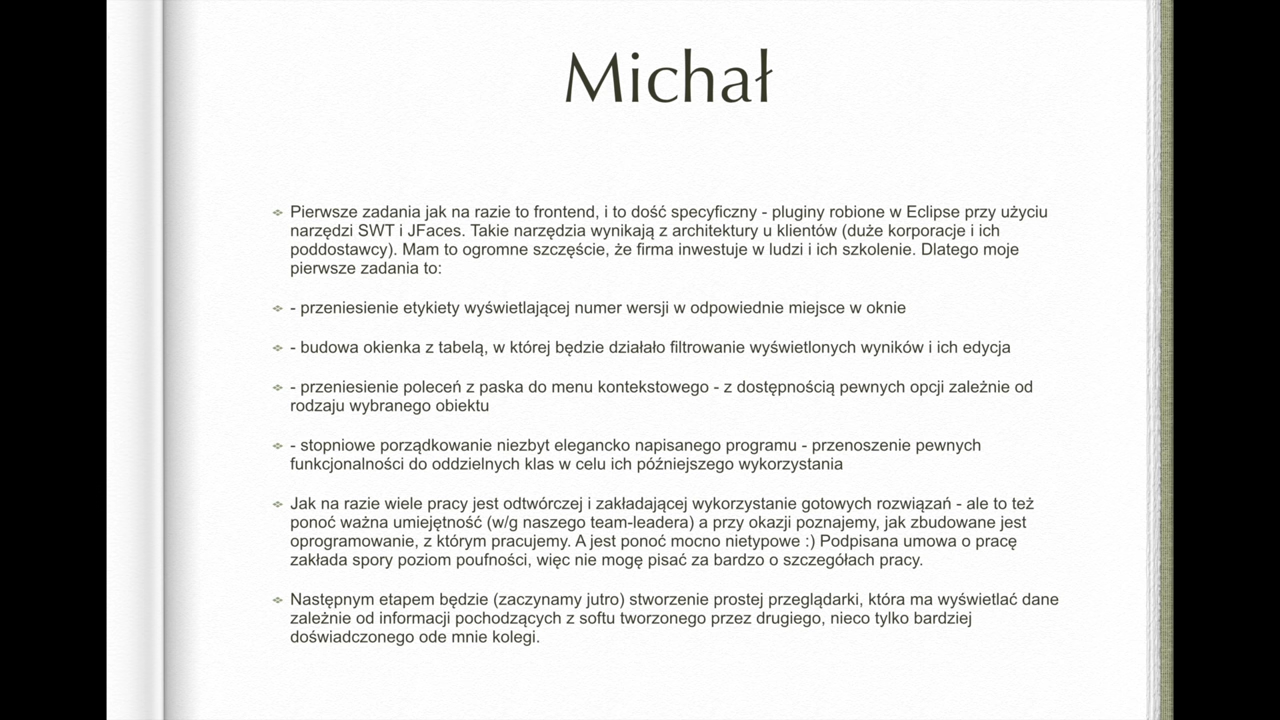 Michał
Pierwsze zadania jak na razie to frontend, i to dość specyficzny - pluginy robione w Eclipse przy użyciu
narzędzi SWT i JFaces. Takie narzędzia wynikają z architektury u klientów (duże korporacje i ich
poddostawcy). Mam to ogromne szczęście, że firma inwestuje w ludzi i ich szkolenie. Dlatego moje
pierwsze zadania to:
- przeniesienie etykiety wyświetlającej numer wersji w odpowiednie miejsce w oknie
- budowa okienka z tabelą, w której będzie działało filtrowanie wyświetlonych wyników i ich edycja
- przeniesienie poleceń z paska do menu kontekstowego - z dostępnością pewnych opcji zależnie od
rodzaju wybranego obiektu
- stopniowe porządkowanie niezbyt elegancko napisanego programu - przenoszenie pewnych
funkcjonalności do oddzielnych klas w celu ich późniejszego wykorzystania
Jak na razie wiele pracy jest odtwórczej i zakładającej wykorzystanie gotowych rozwiązań - ale to też
ponoć ważna umiejętność (w/g naszego team-leadera) a przy okazji poznajemy, jak zbudowane jest
oprogramowanie, z którym pracujemy. A jest ponoć mocno nietypowe :) Podpisana umowa o pracę
zakłada spory poziom poufności, więc nie mogę pisać za bardzo o szczegółach pracy.
Następnym etapem będzie (zaczynamy jutro) stworzenie prostej przeglądarki, która ma wyświetlać dane
zależnie od informacji pochodzących z softu tworzonego przez drugiego, nieco tylko bardziej
doświadczonego ode mnie kolegi.